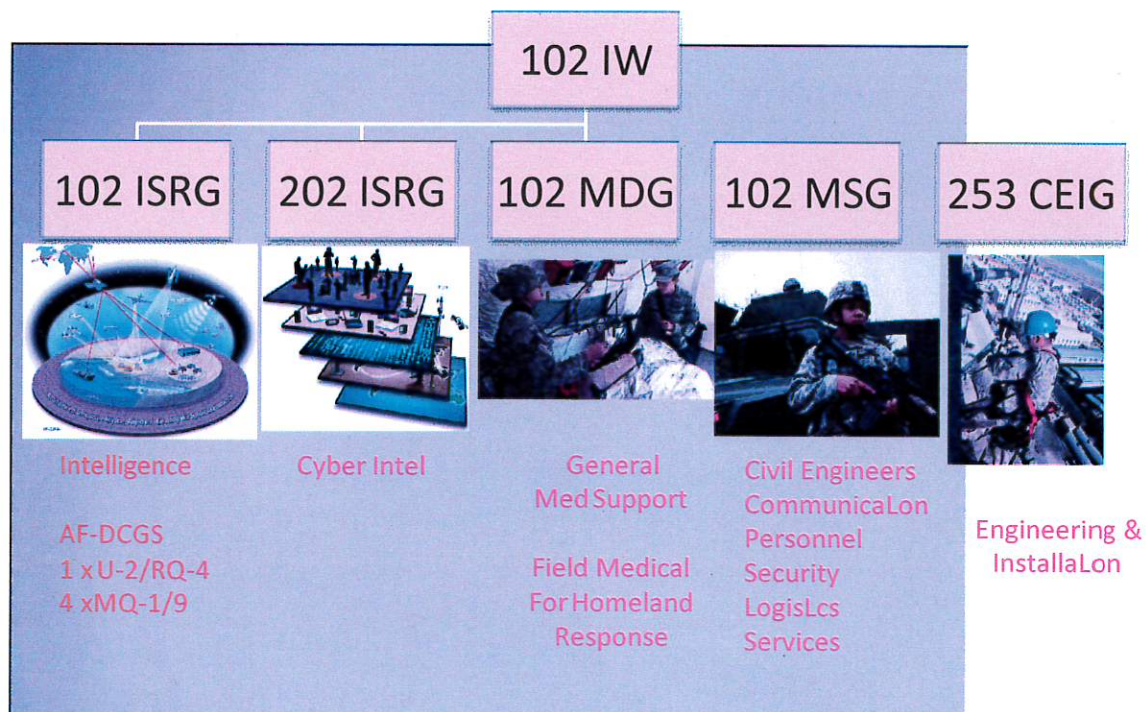 102 IW
102 ISRG
202 ISRG
102 MDG
102 MSG
253 CEIG
Intelligence
AF-DCGS
1 x U-2/RQ-4
4 xMQ-1/9
Cyber Intel
General
Med Support
Field Medical
For Homeland
Response
Civil Engineers
CommunicaLon
Personnel
Security
LogisLcs
Services
Engineering &
InstallaLon